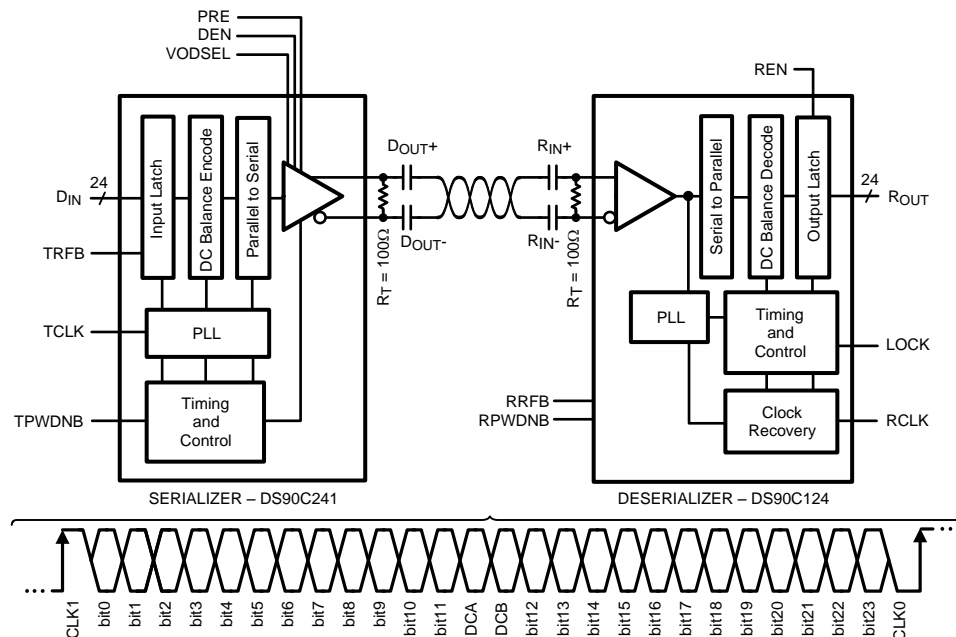 PRE
DEN
VODSEL
REN
24
DIN
TRFB
TCLK
TPWDNB
Input Latch
DC Balance Encode
Parallel to Serial
PLL
Timing
and
Control
DOUT+
DOUT-
RT = 100Ω
RIN+
RIN-
RT = 100Ω
Serial to Parallel
DC Balance Decode
Output Latch
24
ROUT
PLL
Timing
and
Control
LOCK
RRFB
RPWDNB
Clock
Recovery
RCLK
SERIALIZER – DS90C241
DESERIALIZER – DS90C124
CLK1
bit0
bit1
bit2
bit3
bit4
bit5
bit6
bit7
bit8
bit9
bit10
bit11
DCA
DCB
bit12
bit13
bit14
bit15
bit16
bit17
bit18
bit19
bit20
bit21
bit22
bit23
CLK0